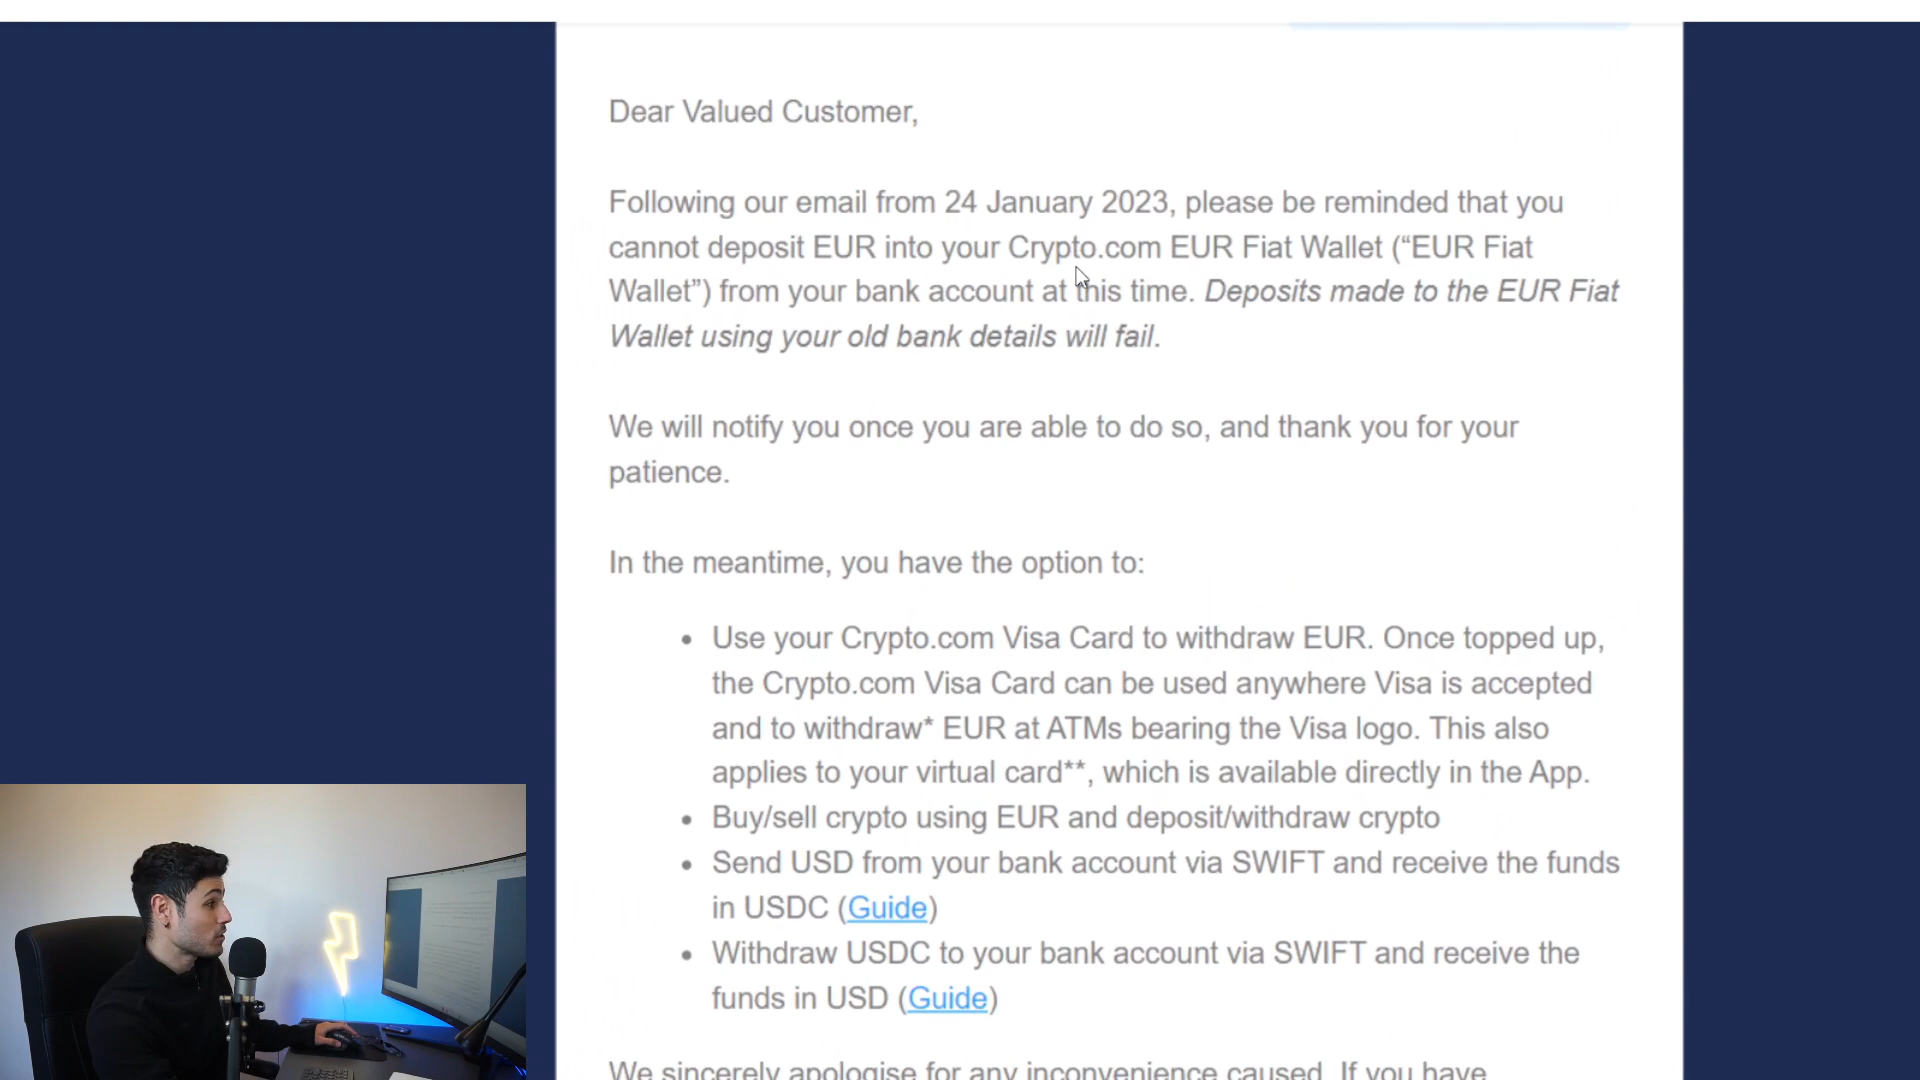 Dear Valued Customer,
Following our email from 24 January 2023, please be reminded that you
cannot deposit EUR into your Crypto.com EUR Fiat Wallet (“EUR Fiat
Wallet”) from your bank account at this time. Deposits made to the EUR Fiat
Wallet using your old bank details will fail.
We will notify you once you are able to do so, and thank you for your
patience.
In the meantime, you have the option to:
• Use your Crypto.com Visa Card to withdraw EUR. Once topped up,
the Crypto.com Visa Card can be used anywhere Visa is accepted
and to withdraw* EUR at ATMs bearing the Visa logo. This also
applies to your virtual card**, which is available directly in the App.
• Buy/sell crypto using EUR and deposit/withdraw crypto
• Send USD from your bank account via SWIFT and receive the funds
in USDC (Guide)
• Withdraw USDC to your bank account via SWIFT and receive the
funds in USD (Guide)
We sincerely apologise for any inconvenience caused. If you have